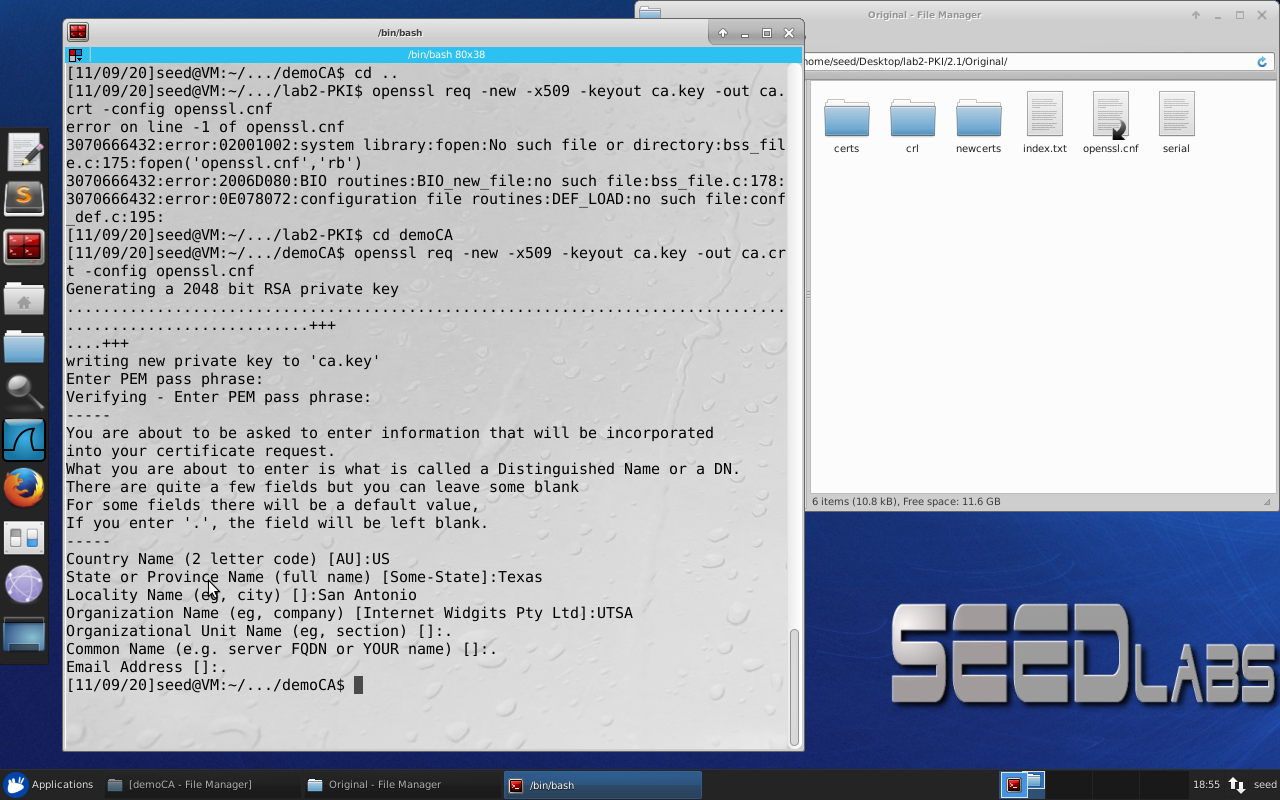 Original - File Manager
/bin/bash
/bin/bash 80x38
[11/09/20]seed@VM:~/.../demoCA$ cd ..
[11/09/20]seed@VM:~/.../lab2-PKI$ openssl req -new -x509 -keyout ca.key -out ca.
crt -config openssl.cnf
error on line -1 of openssl.cnf
3070666432:error:02001002:system library:fopen:No such file or directory:bss_fil
e.c:175:fopen('openssl.cnf','rb')
3070666432:error:2006D080:BIO routines:BIO_new_file:no such file:bss_file.c:178:
3070666432:error:0E078072:configuration file routines:DEF_LOAD:no such file:conf
_def.c:195:
[11/09/20]seed@VM:~/.../lab2-PKI$ cd demoCA
[11/09/20]seed@VM:~/.../demoCA$ openssl req -new -x509 -keyout ca.key -out ca.cr
t -config openssl.cnf
Generating a 2048 bit RSA private key
................................................................................
...........................+++
....+++
writing new private key to 'ca.key'
Enter PEM pass phrase:
Verifying - Enter PEM pass phrase:
-----
You are about to be asked to enter information that will be incorporated
into your certificate request.
What you are about to enter is what is called a Distinguished Name or a DN.
There are quite a few fields but you can leave some blank
For some fields there will be a default value,
If you enter '.', the field will be left blank.
-----
Country Name (2 letter code) [AU]:US
State or Province Name (full name) [Some-State]:Texas
Locality Name (eg, city) []:San Antonio
Organization Name (eg, company) [Internet Widgits Pty Ltd]:UTSA
Organizational Unit Name (eg, section) []:.
Common Name (e.g. server FQDN or YOUR name) []:.
Email Address []:.
[11/09/20]seed@VM:~/.../demoCA$
home/seed/Desktop/lab2-PKI/2.1/Original/
certs crl newcerts index.txt openssl.cnf serial
6 items (10.8 kB), Free space: 11.6 GB
SEEDLABS
Applications [demoCA - File Manager] Original - File Manager /bin/bash 18:55 seed